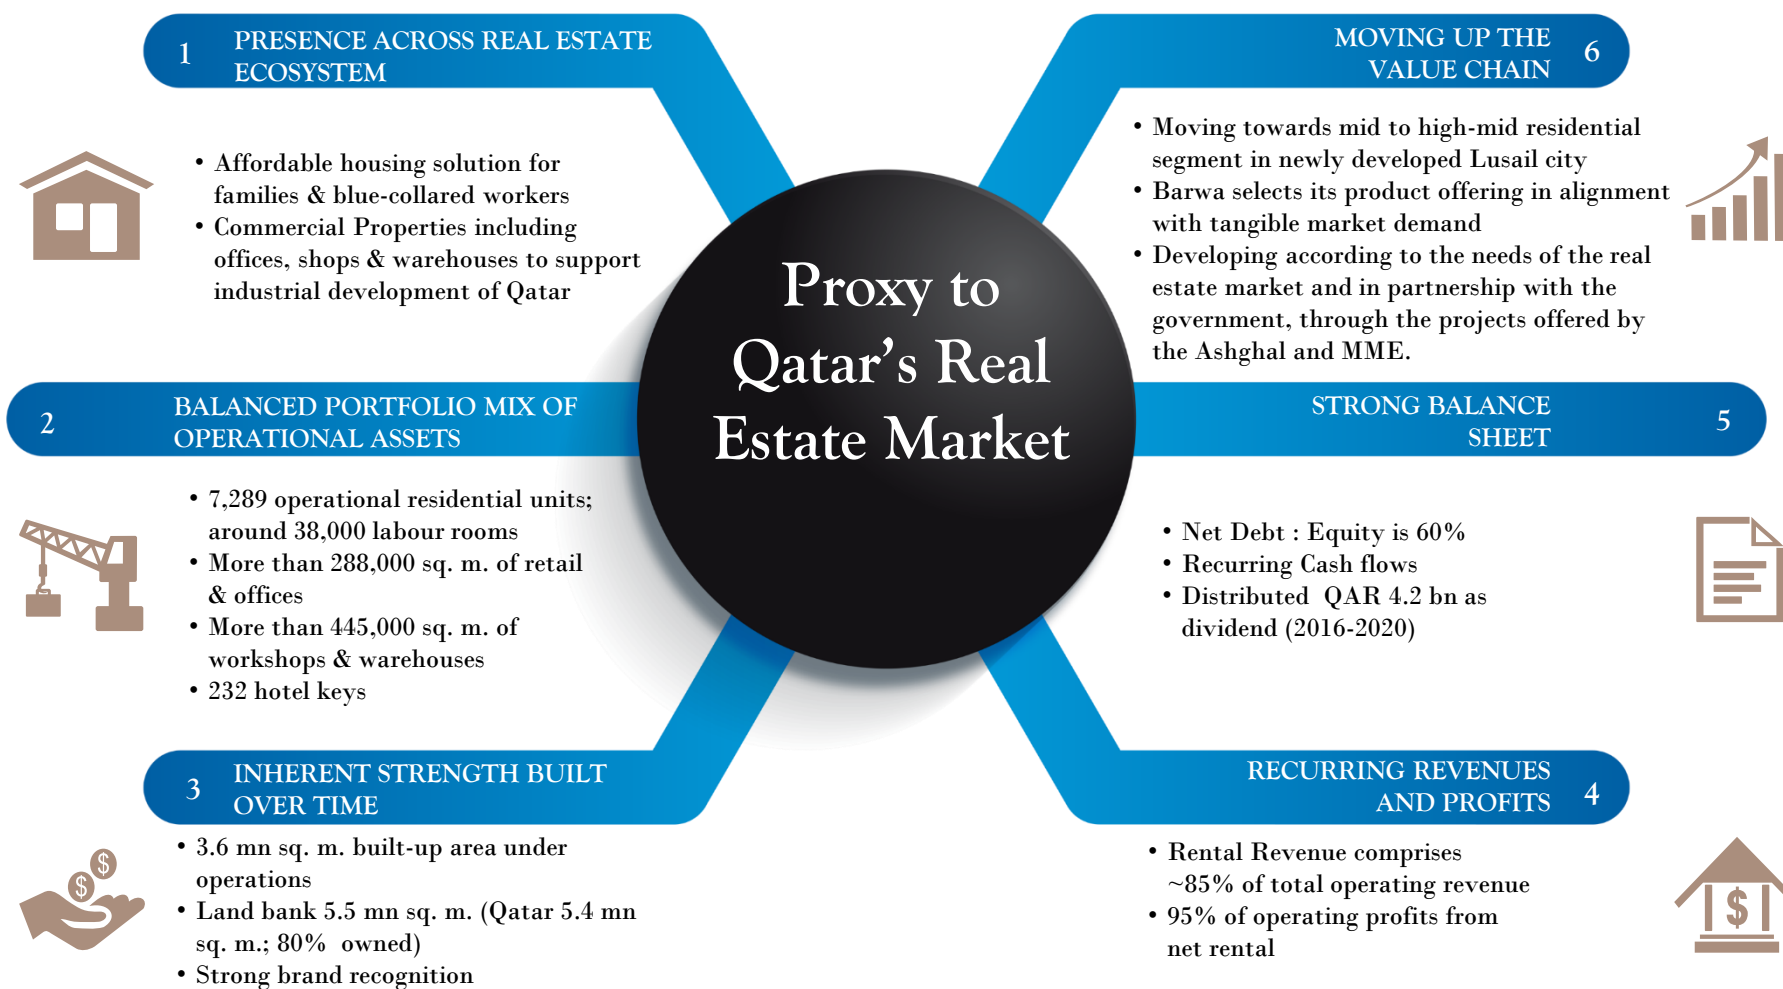 1
PRESENCE ACROSS REAL ESTATE
ECOSYSTEM
• Affordable housing solution for
families & blue-collared workers
• Commercial Properties including
offices, shops & warehouses to support
industrial development of Qatar
2
BALANCED PORTFOLIO MIX OF
OPERATIONAL ASSETS
• 7,289 operational residential units;
around 38,000 labour rooms
• More than 288,000 sq. m. of retail
& offices
• More than 445,000 sq. m. of
workshops & warehouses
• 232 hotel keys
3
INHERENT STRENGTH BUILT
OVER TIME
$
$
• 3.6 mn sq. m. built-up area under
operations
• Land bank 5.5 mn sq. m. (Qatar 5.4 mn
sq. m.; 80% owned)
• Strong brand recognition
Proxy to
Qatar's Real
Estate Market
MOVING UP THE
VALUE CHAIN
6
• Moving towards mid to high-mid residential
segment in newly developed Lusail city
• Barwa selects its product offering in alignment
with tangible market demand
• Developing according to the needs of the real
estate market and in partnership with the
government, through the projects offered by
the Ashghal and MME.
STRONG BALANCE
SHEET
5
• Net Debt : Equity is 60%
• Recurring Cash flows
• Distributed QAR 4.2 bn as
dividend (2016-2020)
RECURRING REVENUES
AND PROFITS
4
• Rental Revenue comprises
~85% of total operating revenue
• 95% of operating profits from
net rental
$